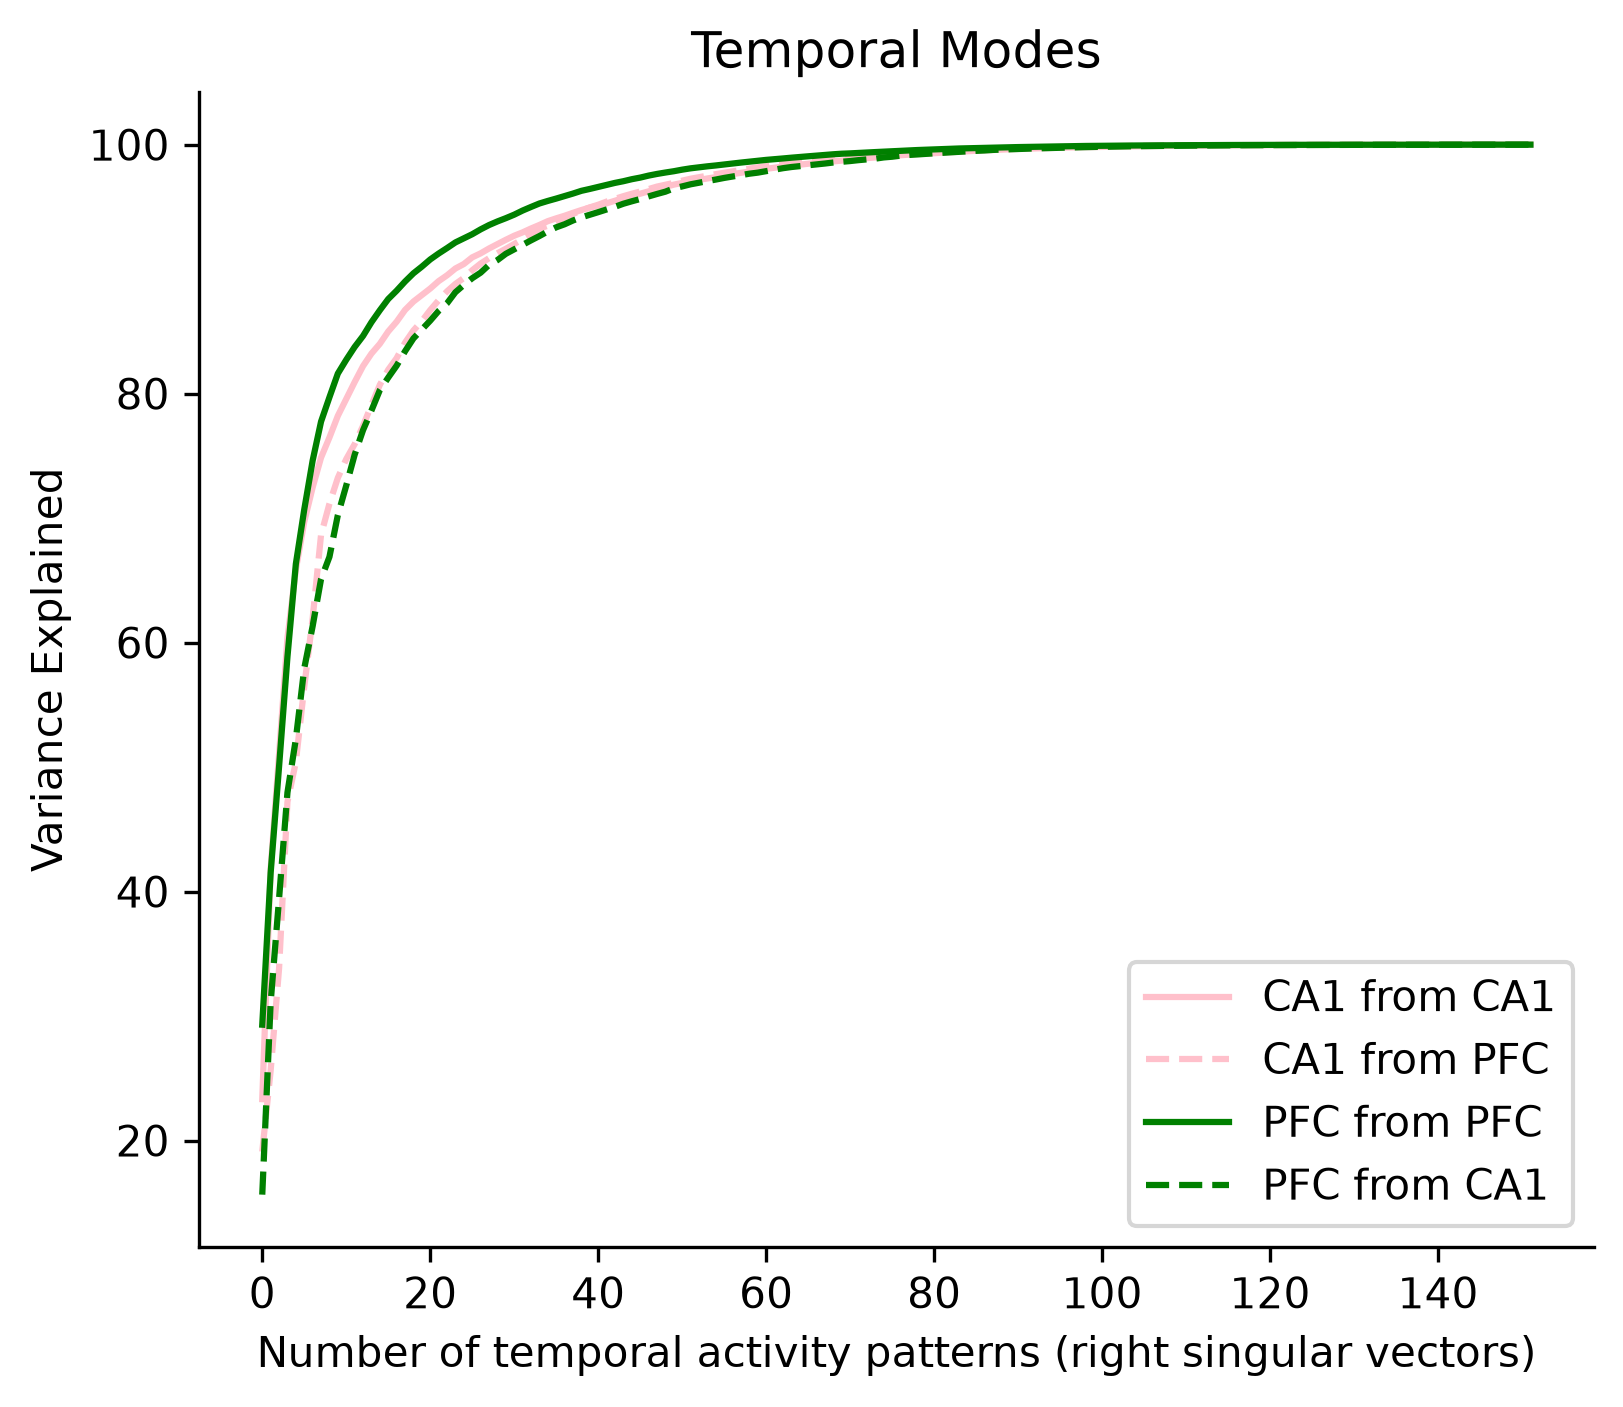 Temporal Modes
Variance Explained
100
80
60
40
20
0 20 40 60 80 100 120 140
Number of temporal activity patterns (right singular vectors)
CA1 from CA1
CA1 from PFC
PFC from PFC
PFC from CA1